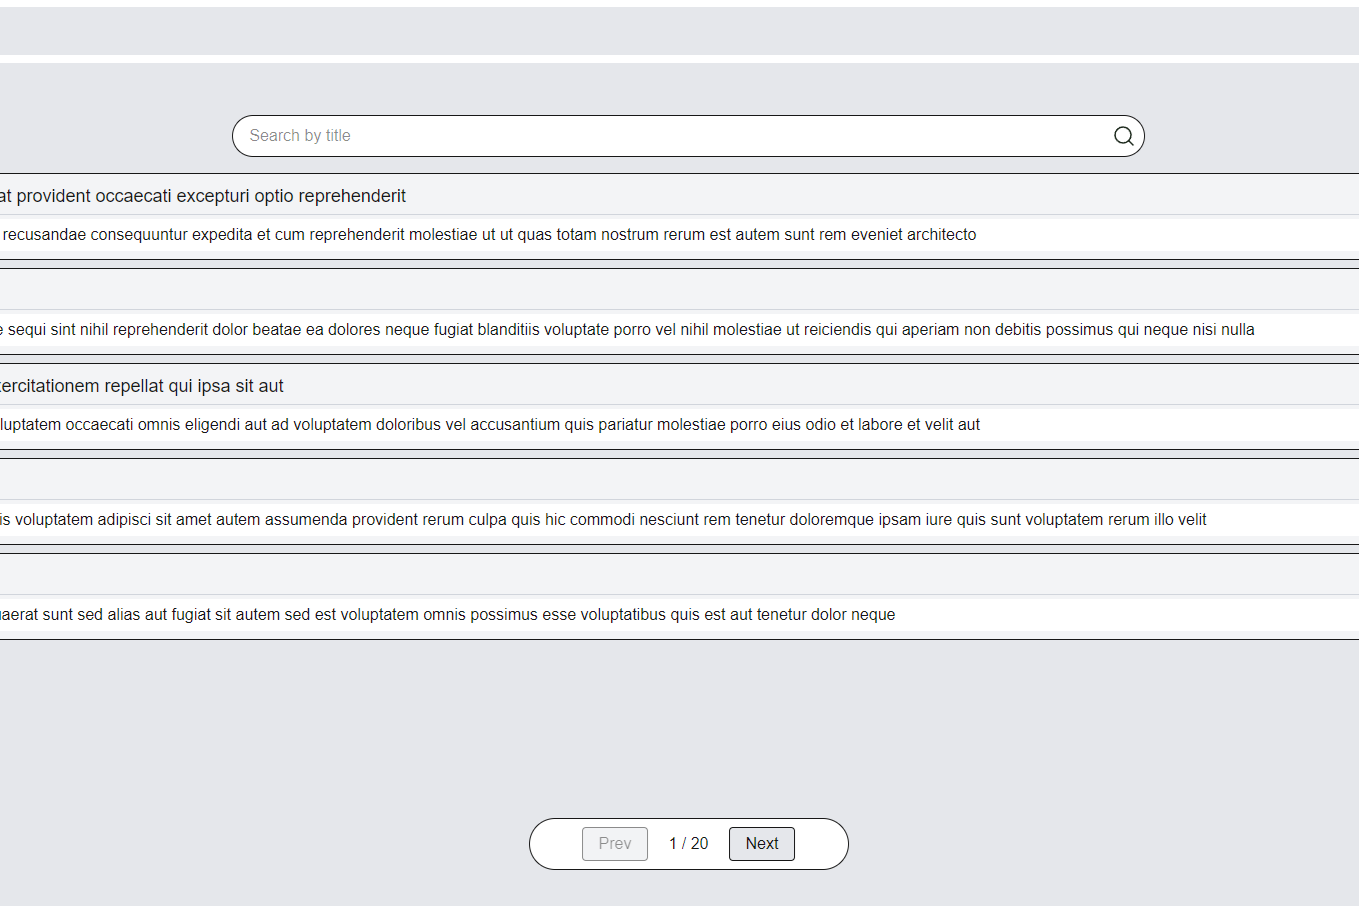 Search by title
at provident occaecati excepturi optio reprehenderit
recusandae consequuntur expedita et cum reprehenderit molestiae ut ut quas totam nostrum rerum est autem sunt rem eveniet architecto
sequi sint nihil reprehenderit dolor beatae ea dolores neque fugiat blanditiis voluptate porro vel nihil molestiae ut reiciendis qui aperiam non debitis possimus qui neque nisi nulla
ercitationem repellat qui ipsa sit aut
luptatem occaecati omnis eligendi aut ad voluptatem doloribus vel accusantium quis pariatur molestiae porro eius odio et labore et velit aut
is voluptatem adipisci sit amet autem assumenda provident rerum culpa quis hic commodi nesciunt rem tenetur doloremque ipsam iure quis sunt voluptatem rerum illo velit
aerat sunt sed alias aut fugiat sit autem sed est voluptatem omnis possimus esse voluptatibus quis est aut tenetur dolor neque
Prev 1 / 20 Next